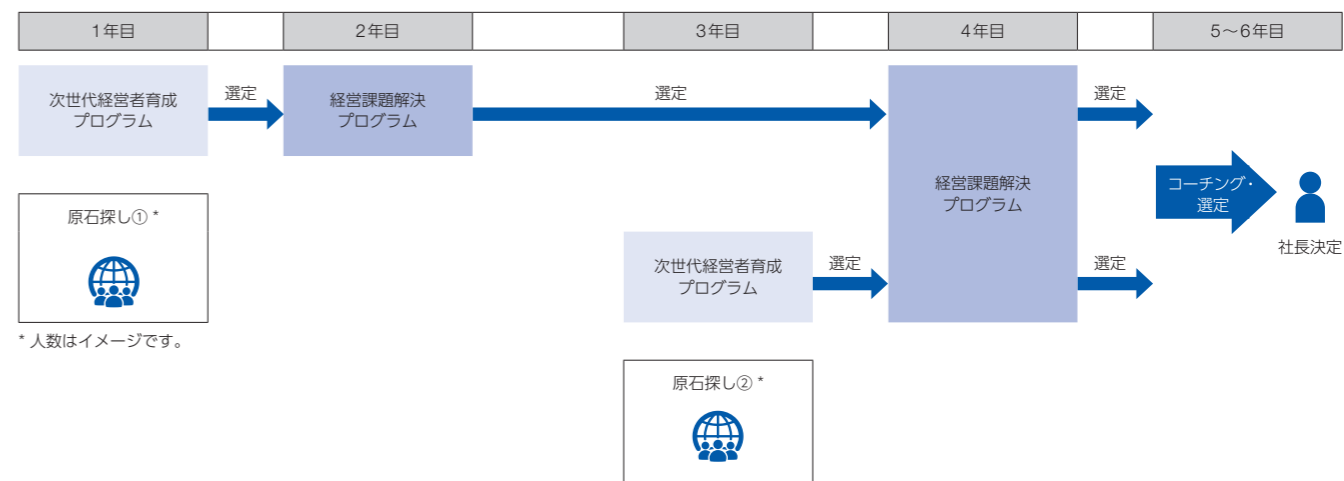 1年目
2年目
3年目
4年目
5～6年目
次世代経営者育成
プログラム
選定
経営課題解決
プログラム
選定
経営課題解決
プログラム
選定
コーチング・
選定
社長決定
原石探し① *
* 人数はイメージです。
次世代経営者育成
プログラム
選定
選定
原石探し② *